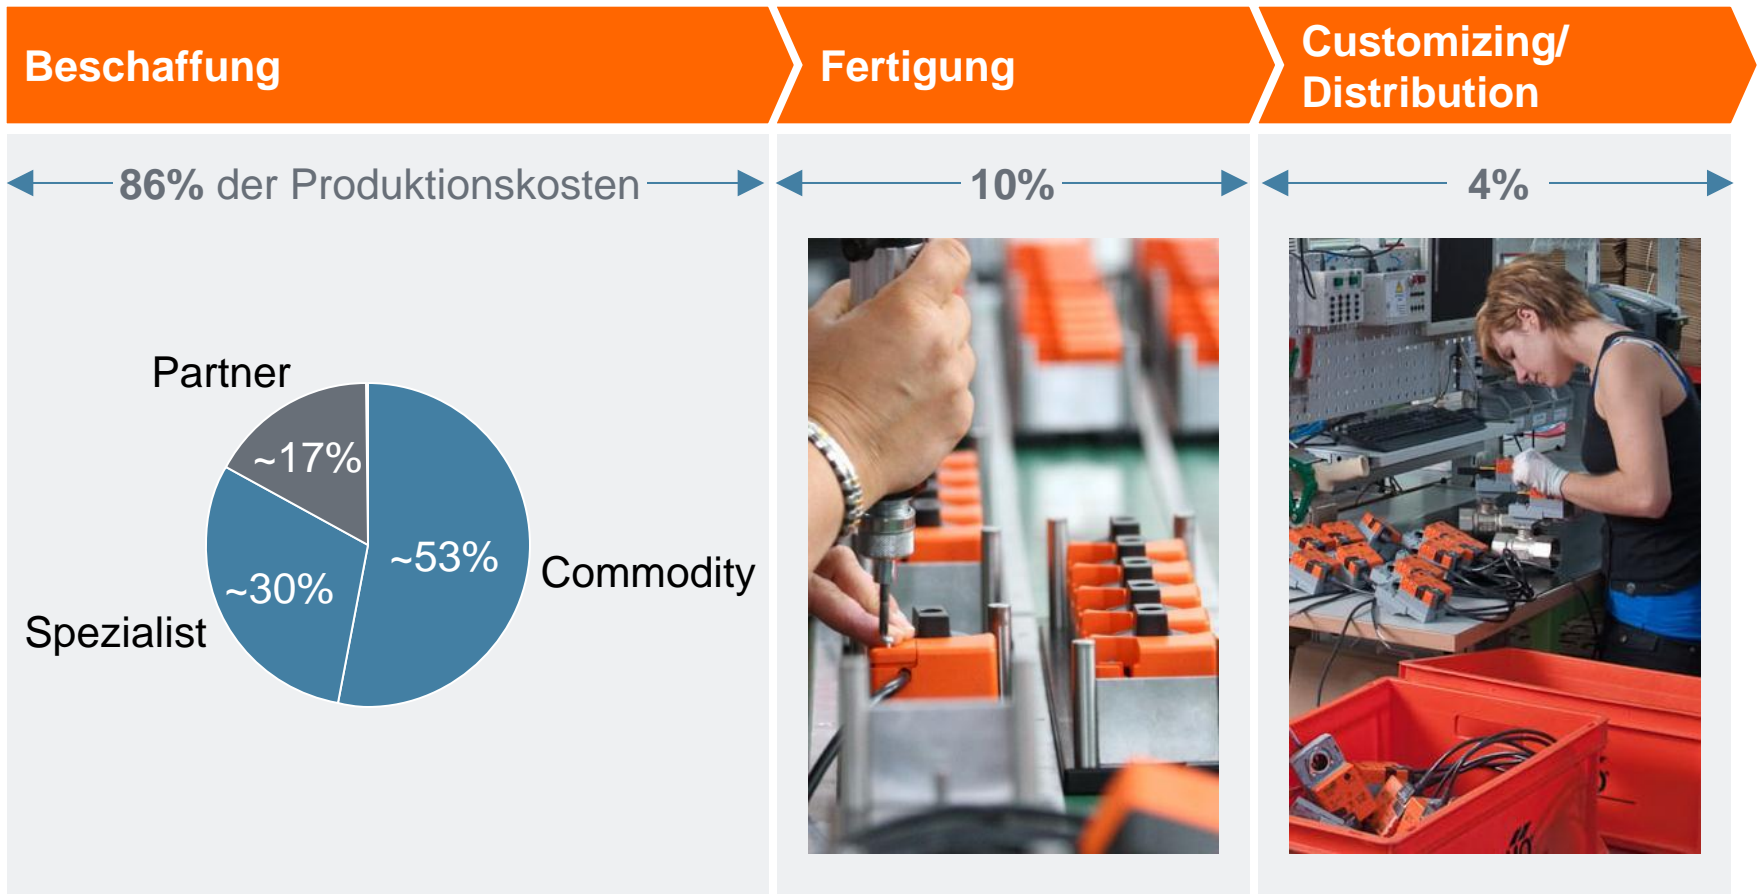 Beschaffung
Fertigung
Customizing/
Distribution
86% der Produktionskosten
10%
4%
Partner
~17%
~53%
Commodity
~30%
Spezialist